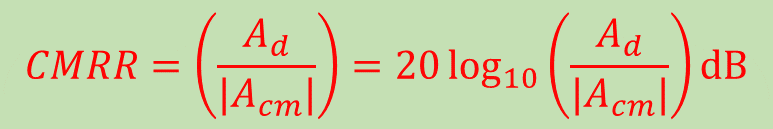 CMRR = (A_d / |A_cm|) = 20 log₁₀ (A_d / |A_cm|) dB